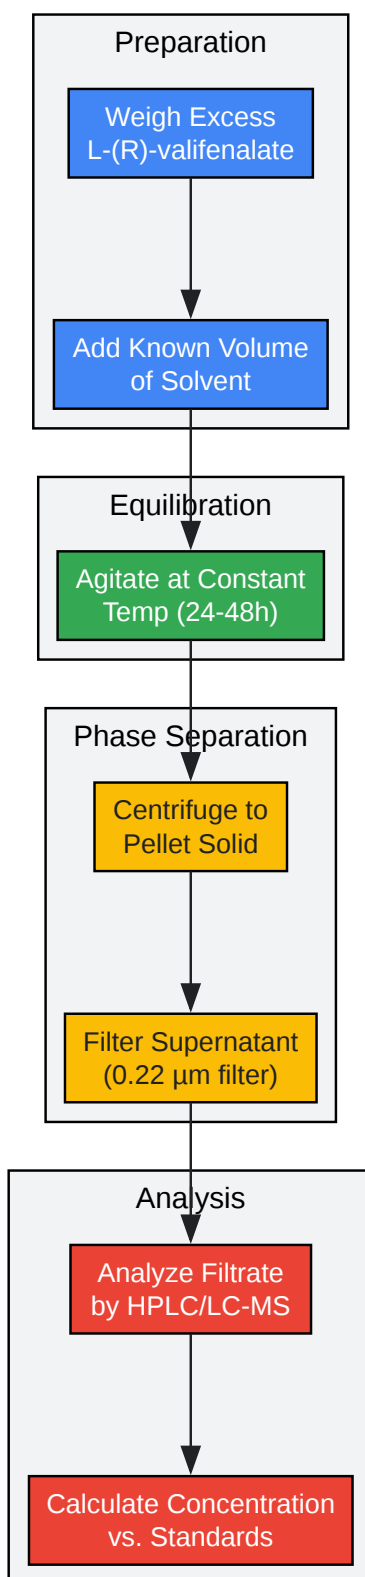 Preparation
Weigh Excess
L-(R)-valifenalate
Add Known Volume
of Solvent
Equilibration
Agitate at Constant
Temp (24-48h)
Phase Separation
Centrifuge to
Pellet Solid
Filter Supernatant
(0.22 µm filter)
Analysis
Analyze Filtrate
by HPLC/LC-MS
Calculate Concentration
vs. Standards